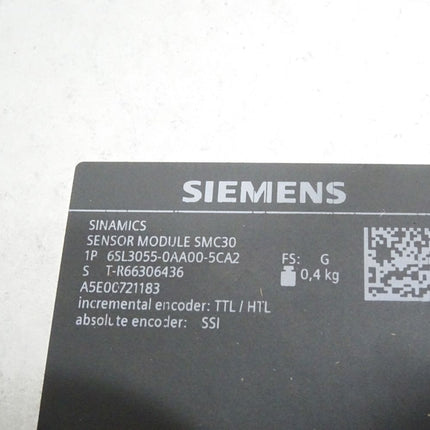 SIEMENS
SINAMICS
SENSOR MODULE SMC30
1P 6SL3055-0AA00-5CA2 FS: G
S T-R66306436 0,4 kg
A5E00721183
incremental encoder: TTL / HTL
absolute encoder: SSI